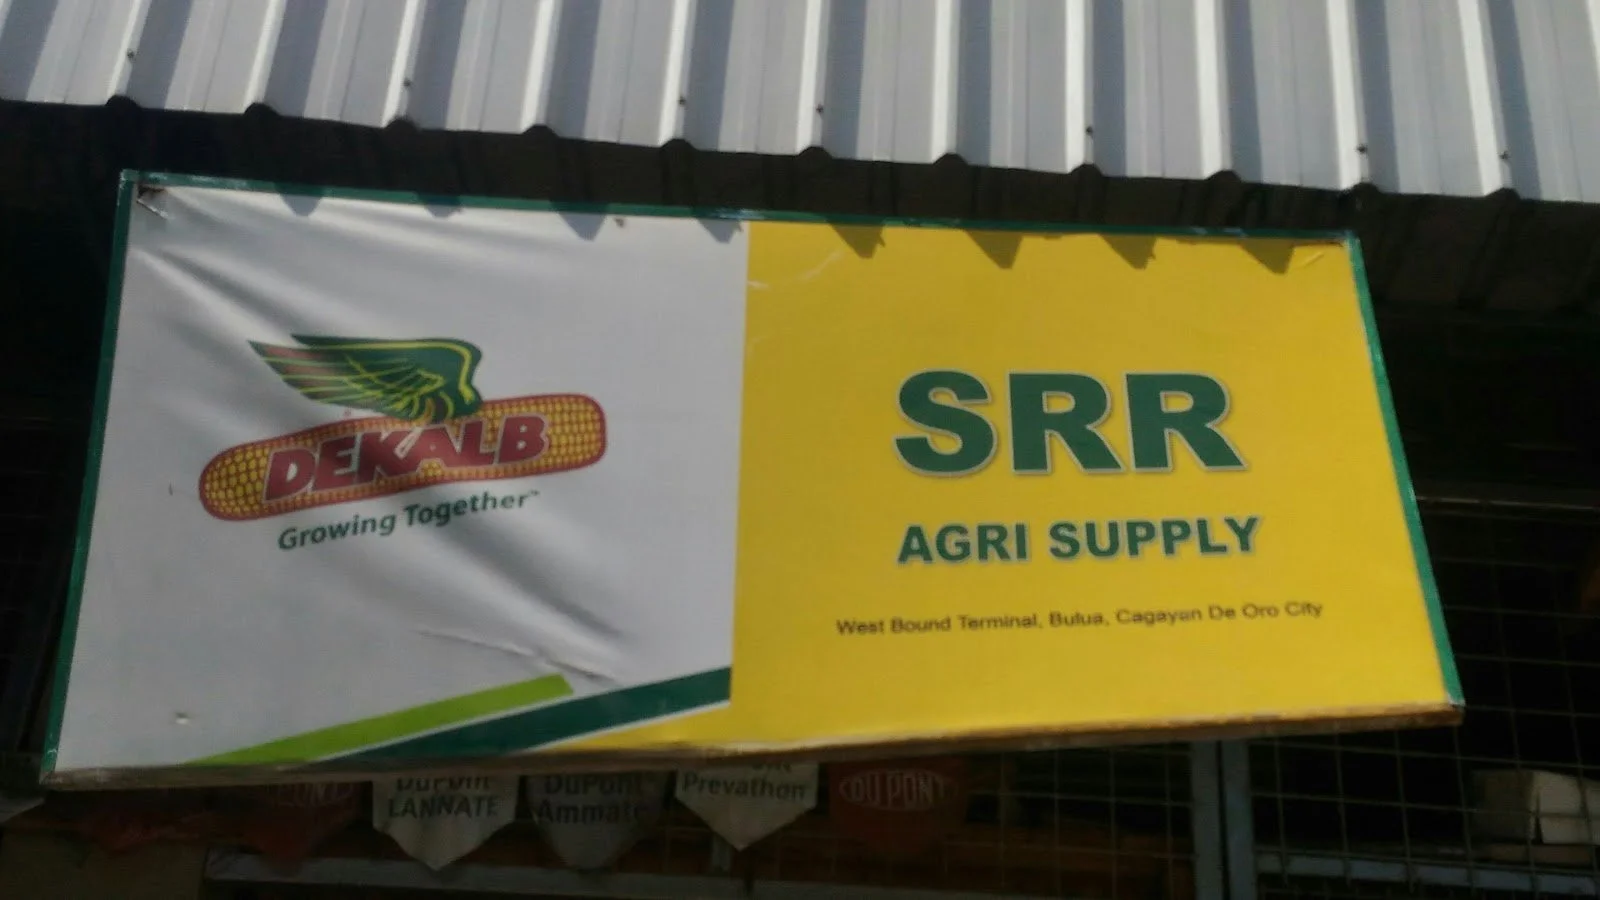 DEKALB
Growing Together™
SRR
AGRI SUPPLY
West Bound Terminal, Bulua, Cagayan De Oro City
DuPont
LANNATE
DuPont
Ammate
Prevathon
DUPONT